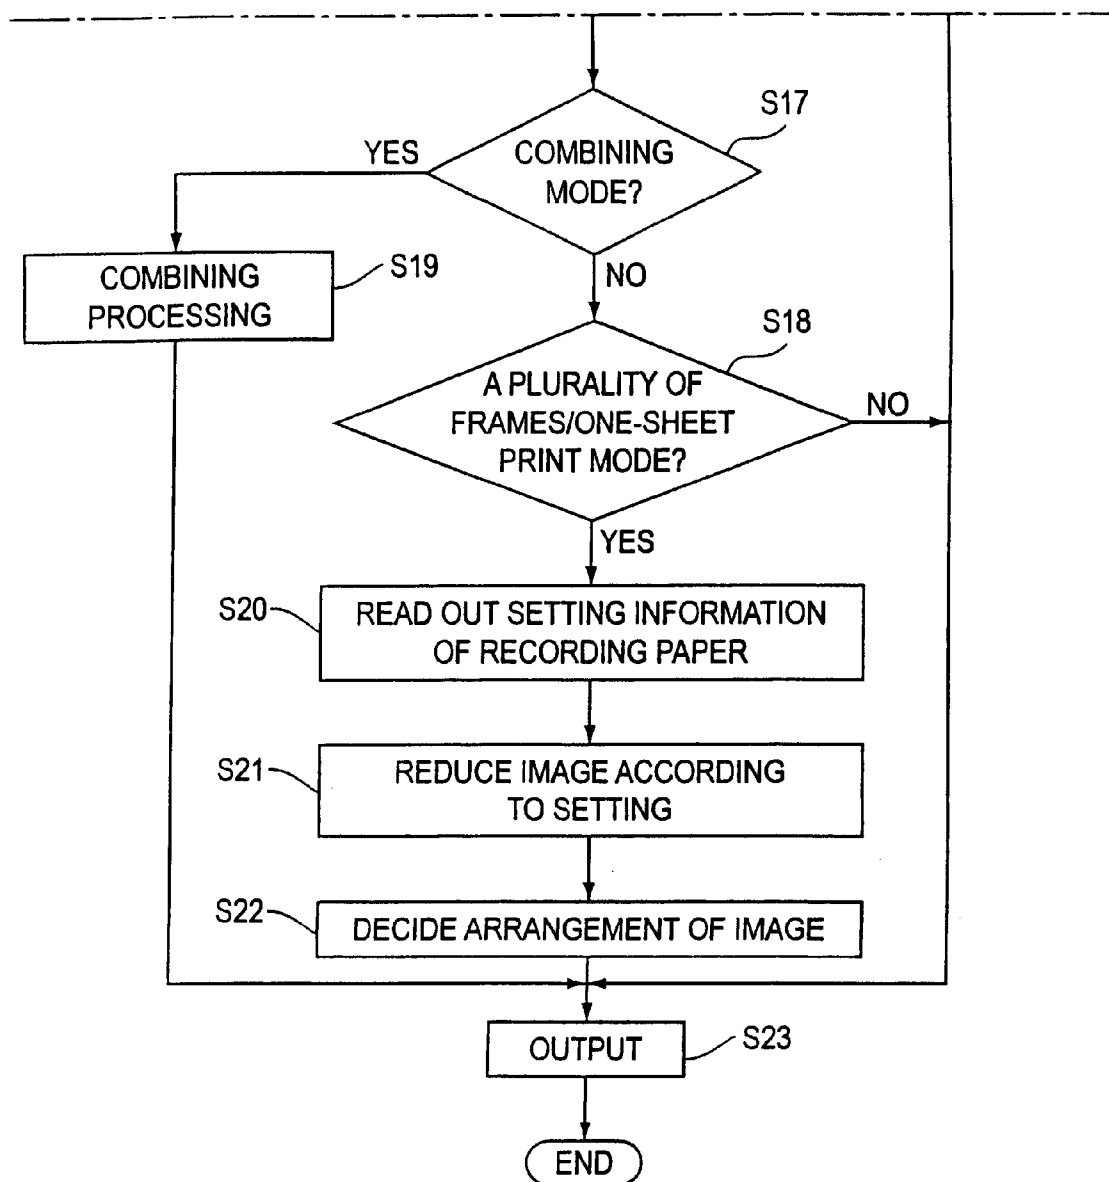 S17
YES
COMBINING
MODE?
S19
COMBINING
PROCESSING
NO
S18
A PLURALITY OF
FRAMES/ONE-SHEET
PRINT MODE?
NO
YES
S20
READ OUT SETTING INFORMATION
OF RECORDING PAPER
S21
REDUCE IMAGE ACCORDING
TO SETTING
S22
DECIDE ARRANGEMENT OF IMAGE
OUTPUT
S23
END